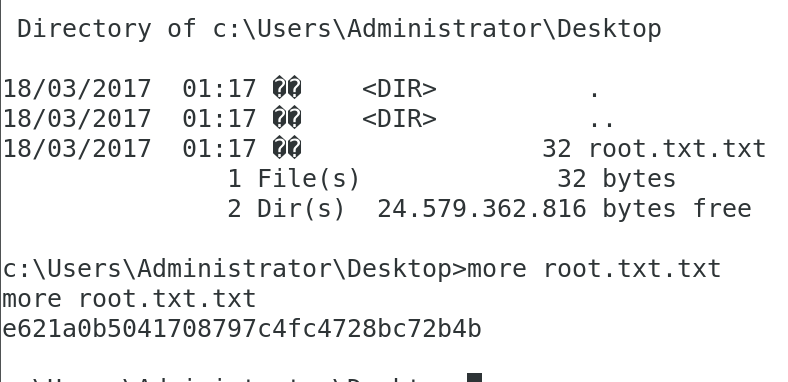 Directory of c:\Users\Administrator\Desktop
18/03/2017  01:17 ��    <DIR>          .
18/03/2017  01:17 ��    <DIR>          ..
18/03/2017  01:17 ��                32 root.txt.txt
               1 File(s)             32 bytes
               2 Dir(s)  24.579.362.816 bytes free
c:\Users\Administrator\Desktop>more root.txt.txt
more root.txt.txt
e621a0b5041708797c4fc4728bc72b4b